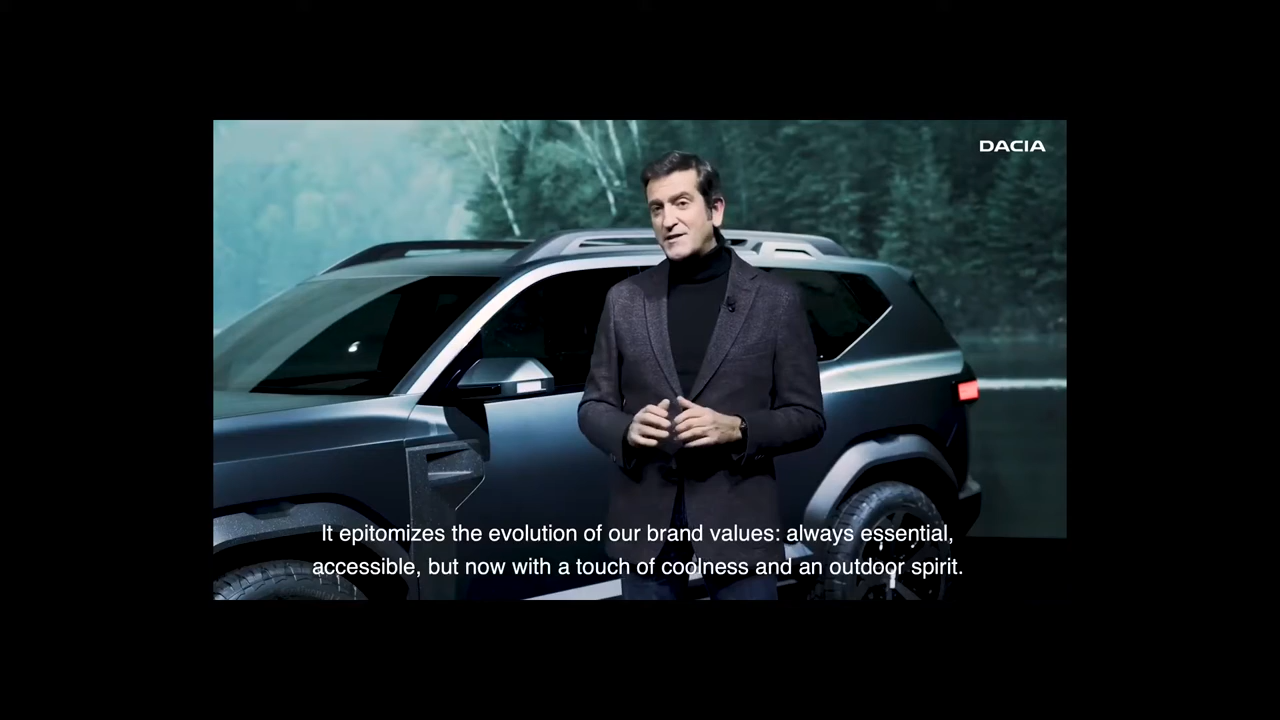 DACIA
It epitomizes the evolution of our brand values: always essential,
accessible, but now with a touch of coolness and an outdoor spirit.